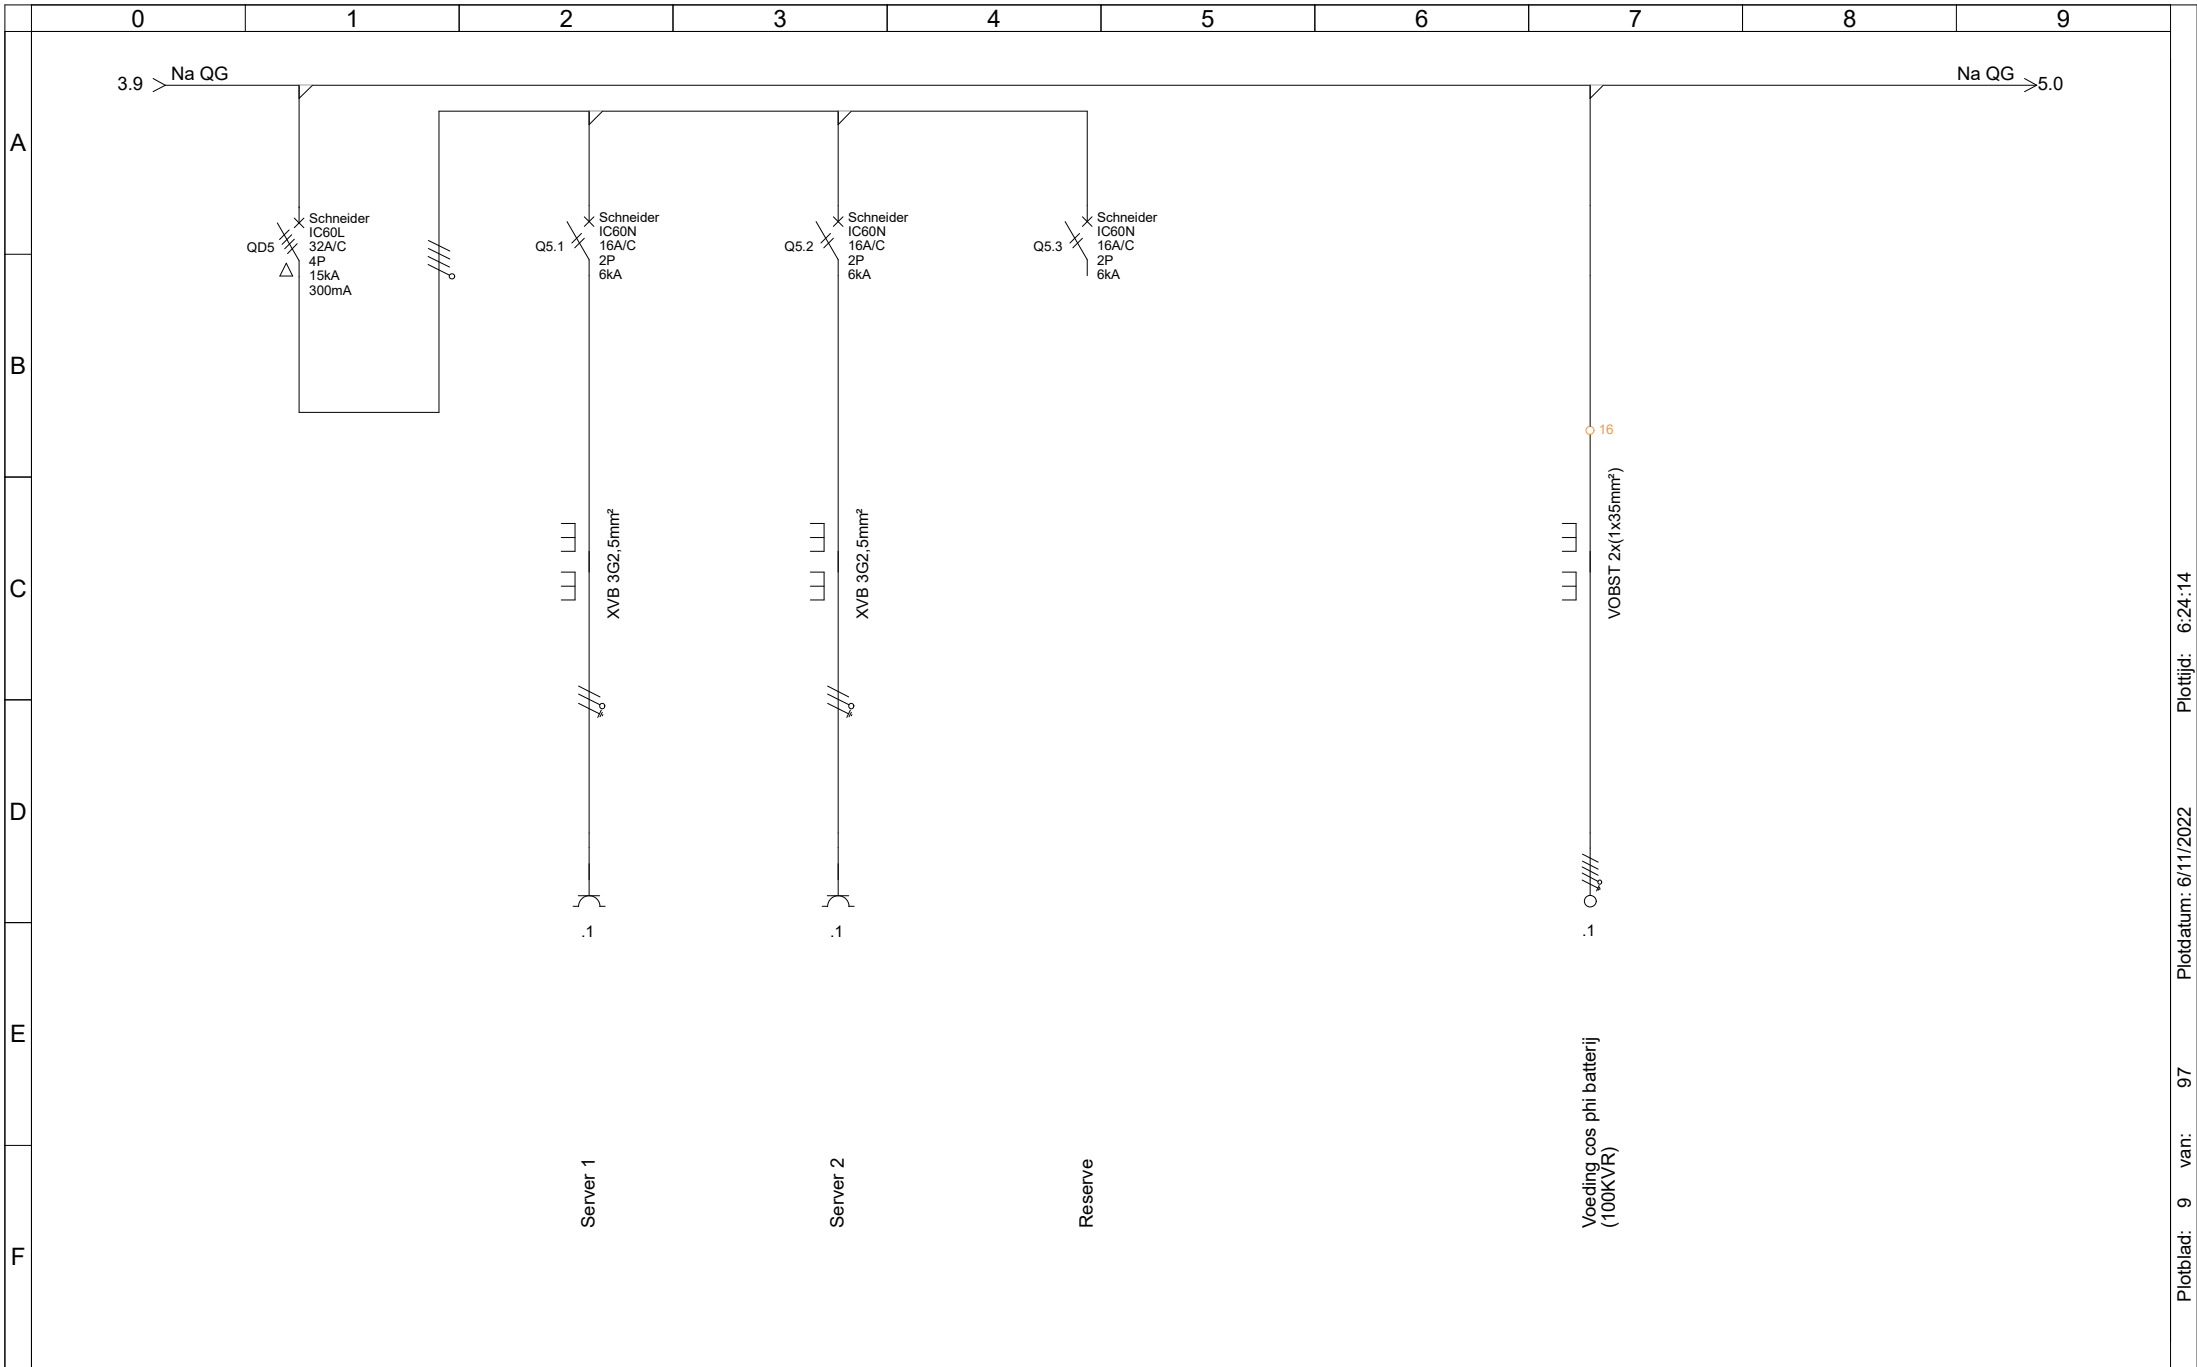 0 1 2 3 4 5 6 7 8 9
3.9 Na QG
Na QG 5.0
A
B
C
D
E
F
QD5
Schneider
IC60L
32A/C
4P
15kA
300mA
Q5.1
Schneider
IC60N
16A/C
2P
6kA
Q5.2
Schneider
IC60N
16A/C
2P
6kA
Q5.3
Schneider
IC60N
16A/C
2P
6kA
16
XVB 3G2,5mm²
XVB 3G2,5mm²
VOBST 2x(1x35mm²)
.1
.1
.1
Server 1
Server 2
Reserve
Voeding cos phi batterij
(100KVR)
Plotblad: 9 van: 97 Plotdatum: 6/11/2022 Plottijd: 6:24:14